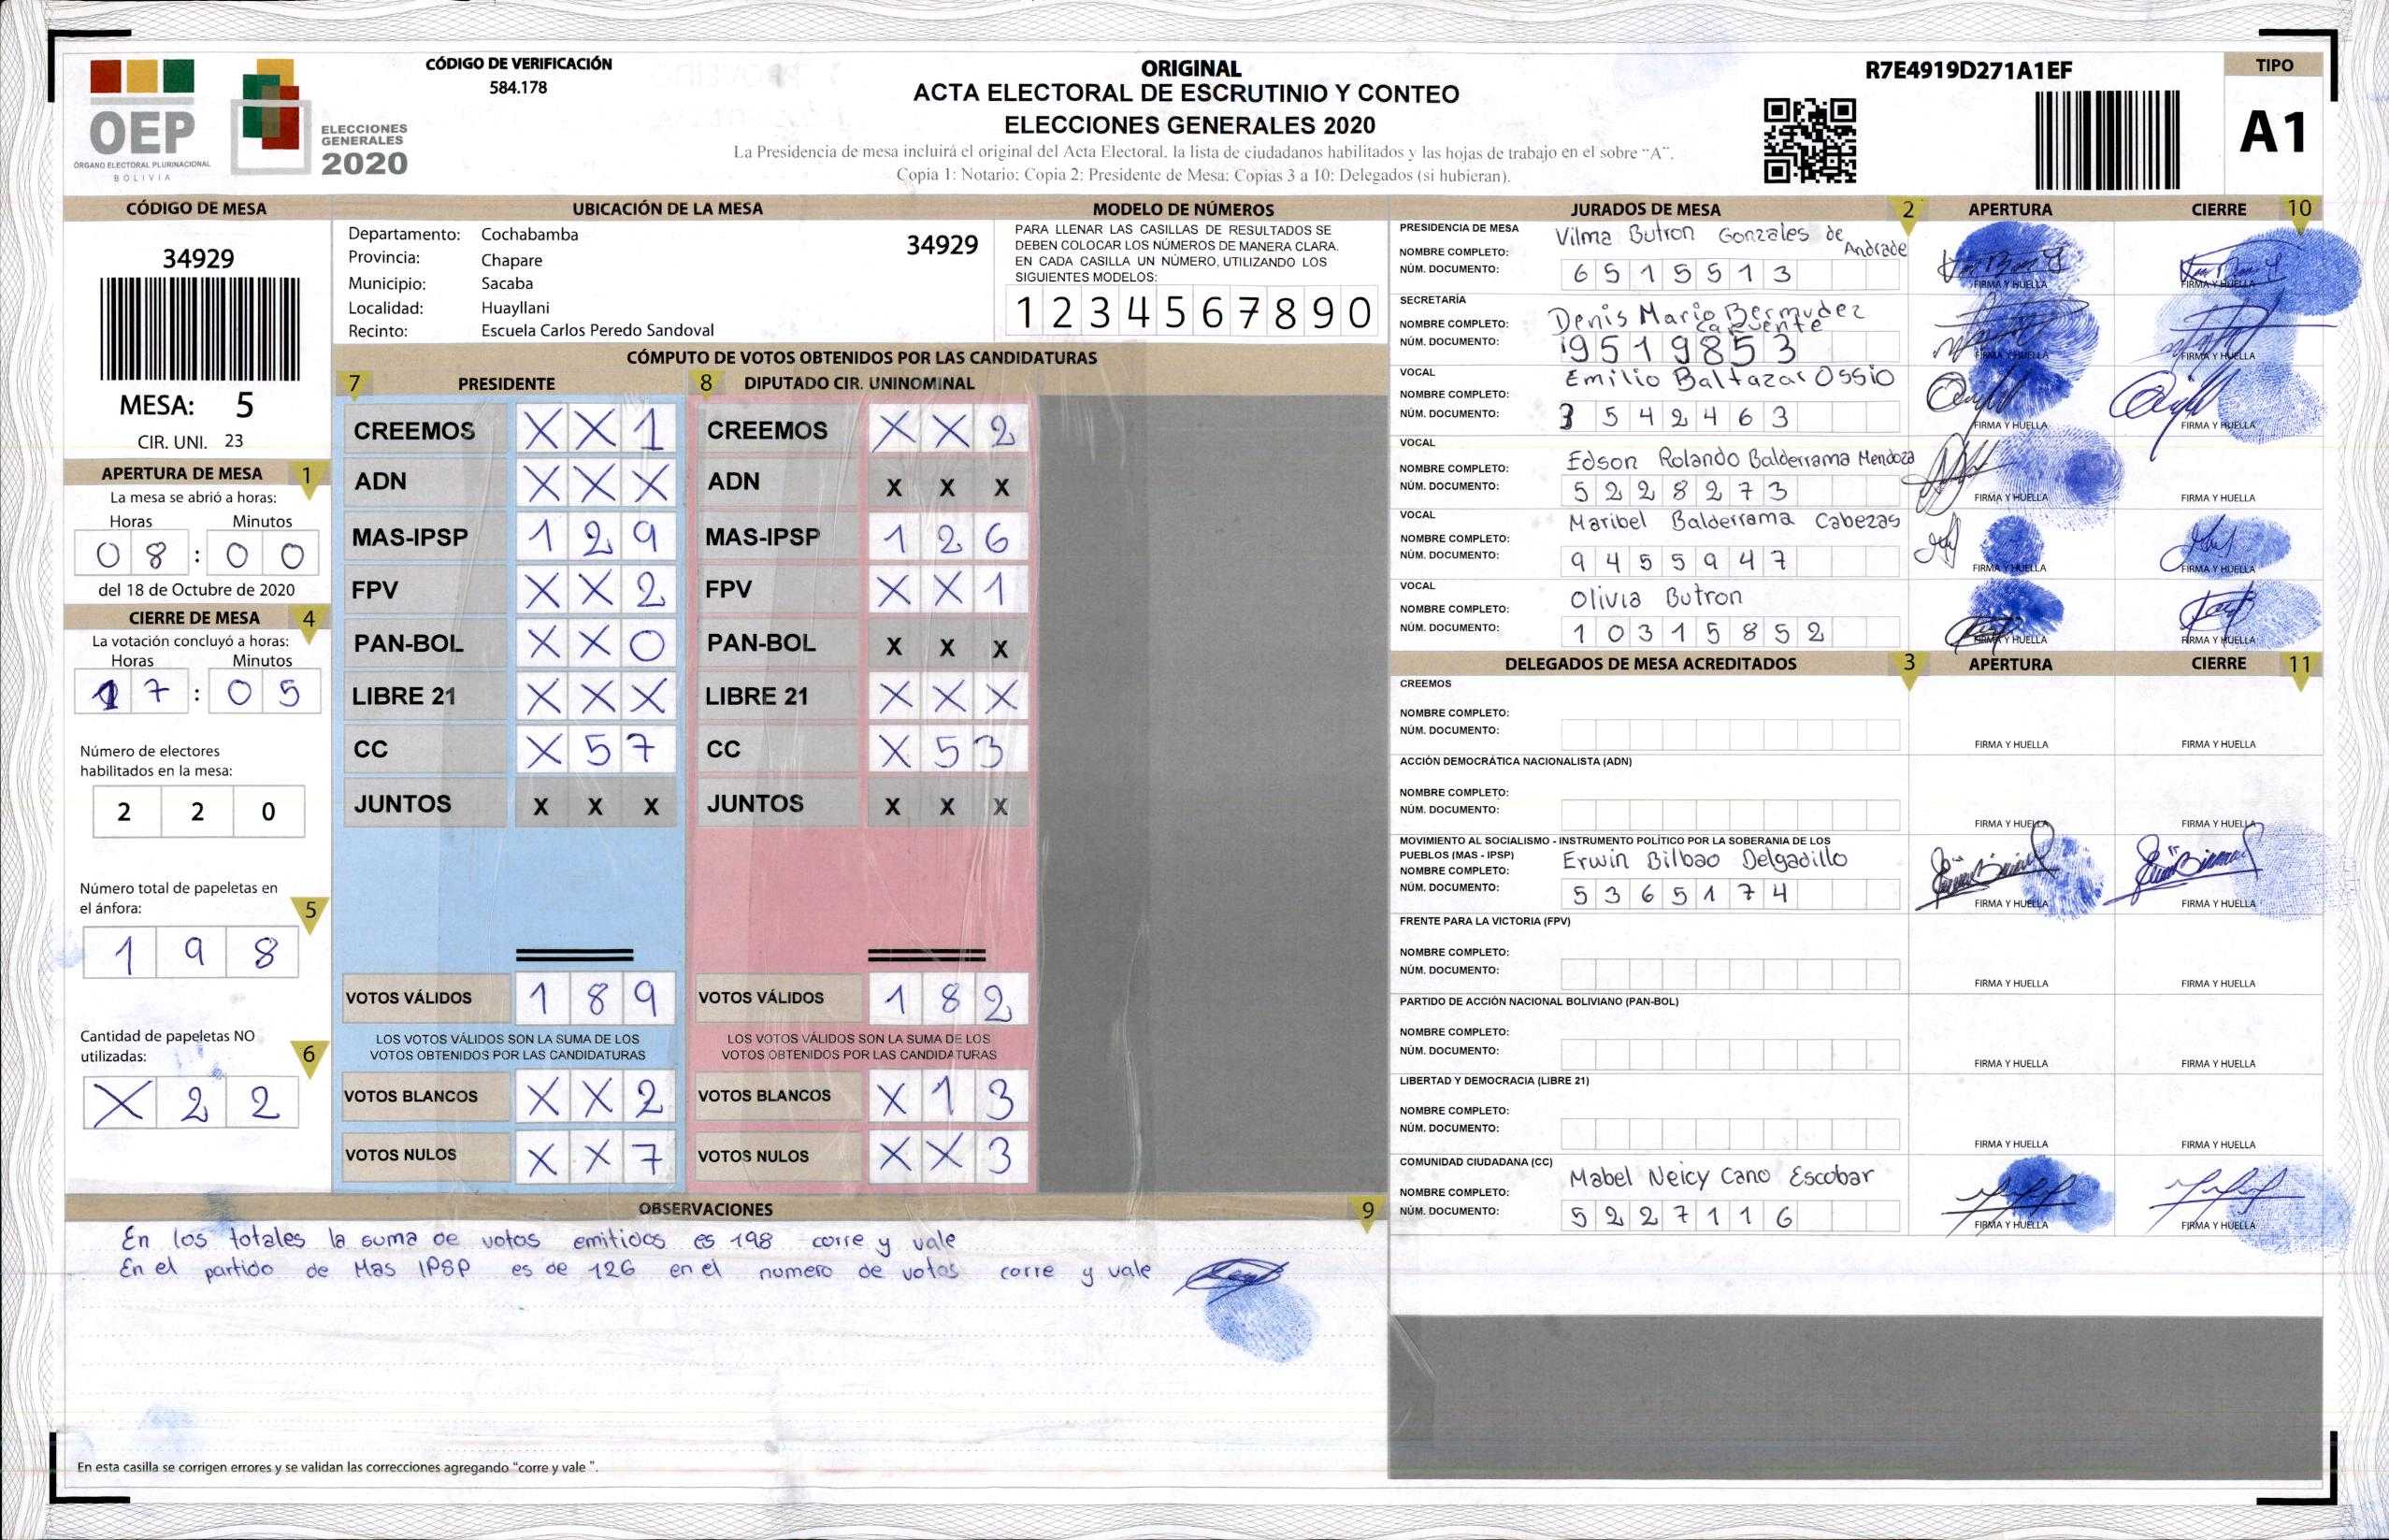 OEP
ÓRGANO ELECTORAL PLURINACIONAL
BOLIVIA
ELECCIONES
GENERALES
2020
CÓDIGO DE VERIFICACIÓN
584.178
ORIGINAL
ACTA ELECTORAL DE ESCRUTINIO Y CONTEO
ELECCIONES GENERALES 2020
La Presidencia de mesa incluirá el original del Acta Electoral, la lista de ciudadanos habilitados y las hojas de trabajo en el sobre "A".
Copia 1: Notario; Copia 2: Presidente de Mesa; Copias 3 a 10: Delegados (si hubieran).
R7E4919D271A1EF
TIPO
A1
CÓDIGO DE MESA
34929
MESA: 5
CIR. UNI. 23
APERTURA DE MESA 1
La mesa se abrió a horas:
Horas Minutos
0 8 : 0 0
del 18 de Octubre de 2020
CIERRE DE MESA 4
La votación concluyó a horas:
Horas Minutos
1 7 : 0 5
Número de electores
habilitados en la mesa:
2 2 0
Número total de papeletas en
el ánfora: 5
1 9 8
Cantidad de papeletas NO
utilizadas: 6
X 2 2
UBICACIÓN DE LA MESA
Departamento: Cochabamba 34929
Provincia: Chapare
Municipio: Sacaba
Localidad: Huayllani
Recinto: Escuela Carlos Peredo Sandoval
MODELO DE NÚMEROS
PARA LLENAR LAS CASILLAS DE RESULTADOS SE
DEBEN COLOCAR LOS NÚMEROS DE MANERA CLARA.
EN CADA CASILLA UN NÚMERO, UTILIZANDO LOS
SIGUIENTES MODELOS:
1 2 3 4 5 6 7 8 9 0
CÓMPUTO DE VOTOS OBTENIDOS POR LAS CANDIDATURAS
7 PRESIDENTE 8 DIPUTADO CIR. UNINOMINAL
CREEMOS X X 1 CREEMOS X X 2
ADN X X X ADN X X X
MAS-IPSP 1 2 9 MAS-IPSP 1 2 6
FPV X X 2 FPV X X 1
PAN-BOL X X 0 PAN-BOL X X X
LIBRE 21 X X X LIBRE 21 X X X
CC X 5 7 CC X 5 3
JUNTOS X X X JUNTOS X X X
VOTOS VÁLIDOS 1 8 9 VOTOS VÁLIDOS 1 8 2
LOS VOTOS VÁLIDOS SON LA SUMA DE LOS LOS VOTOS VÁLIDOS SON LA SUMA DE LOS
VOTOS OBTENIDOS POR LAS CANDIDATURAS VOTOS OBTENIDOS POR LAS CANDIDATURAS
VOTOS BLANCOS X X 2 VOTOS BLANCOS X 1 3
VOTOS NULOS X X 7 VOTOS NULOS X X 3
OBSERVACIONES 9
En los totales la suma de votos emitidos es 198 corre y vale
En el partido de Mas IPSP es de 126 en el numero de votos corre y vale
En esta casilla se corrigen errores y se validan las correcciones agregando "corre y vale ".
JURADOS DE MESA 2 APERTURA CIERRE 10
PRESIDENCIA DE MESA
NOMBRE COMPLETO: Vilma Butron Gonzales de Andrade
NÚM. DOCUMENTO: 6 5 1 5 5 1 3
FIRMA Y HUELLA FIRMA Y HUELLA
SECRETARÍA
NOMBRE COMPLETO: Denis Mario Bermudez
NÚM. DOCUMENTO: 9 5 1 9 8 5 3
FIRMA Y HUELLA FIRMA Y HUELLA
VOCAL
NOMBRE COMPLETO: Emilio Baltazar Ossio
NÚM. DOCUMENTO: 3 5 4 2 4 6 3
FIRMA Y HUELLA FIRMA Y HUELLA
VOCAL
NOMBRE COMPLETO: Edson Rolando Balderrama Mendoza
NÚM. DOCUMENTO: 5 2 2 8 2 7 3
FIRMA Y HUELLA FIRMA Y HUELLA
VOCAL
NOMBRE COMPLETO: Maribel Balderrama Cabezas
NÚM. DOCUMENTO: 9 4 5 5 9 4 7
FIRMA Y HUELLA FIRMA Y HUELLA
VOCAL
NOMBRE COMPLETO: Olivia Butron
NÚM. DOCUMENTO: 1 0 3 1 5 8 5 2
FIRMA Y HUELLA FIRMA Y HUELLA
DELEGADOS DE MESA ACREDITADOS 3 APERTURA CIERRE 11
CREEMOS
NOMBRE COMPLETO:
NÚM. DOCUMENTO:
FIRMA Y HUELLA FIRMA Y HUELLA
ACCIÓN DEMOCRÁTICA NACIONALISTA (ADN)
NOMBRE COMPLETO:
NÚM. DOCUMENTO:
FIRMA Y HUELLA FIRMA Y HUELLA
MOVIMIENTO AL SOCIALISMO - INSTRUMENTO POLÍTICO POR LA SOBERANIA DE LOS
PUEBLOS (MAS - IPSP)
NOMBRE COMPLETO: Erwin Bilbao Delgadillo
NÚM. DOCUMENTO: 5 3 6 5 1 7 4
FIRMA Y HUELLA FIRMA Y HUELLA
FRENTE PARA LA VICTORIA (FPV)
NOMBRE COMPLETO:
NÚM. DOCUMENTO:
FIRMA Y HUELLA FIRMA Y HUELLA
PARTIDO DE ACCIÓN NACIONAL BOLIVIANO (PAN-BOL)
NOMBRE COMPLETO:
NÚM. DOCUMENTO:
FIRMA Y HUELLA FIRMA Y HUELLA
LIBERTAD Y DEMOCRACIA (LIBRE 21)
NOMBRE COMPLETO:
NÚM. DOCUMENTO:
FIRMA Y HUELLA FIRMA Y HUELLA
COMUNIDAD CIUDADANA (CC)
NOMBRE COMPLETO: Mabel Neicy Cano Escobar
NÚM. DOCUMENTO: 5 2 2 7 1 1 6
FIRMA Y HUELLA FIRMA Y HUELLA